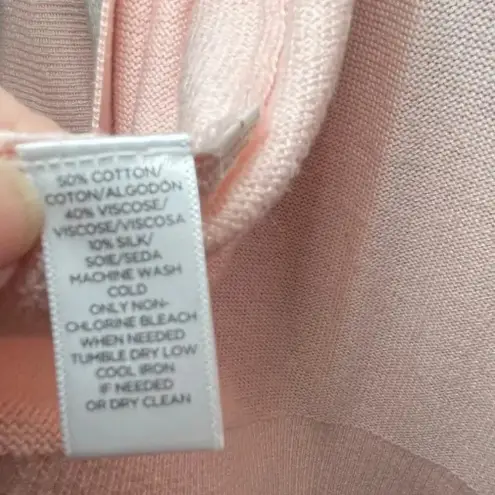 50% COTTON/
COTON/ALGODÓN
40% VISCOSE/
VISCOSE/VISCOSA
10% SILK/
SOIE/SEDA
MACHINE WASH
COLD
ONLY NON-
CHLORINE BLEACH
WHEN NEEDED
TUMBLE DRY LOW
COOL IRON
IF NEEDED
OR DRY CLEAN